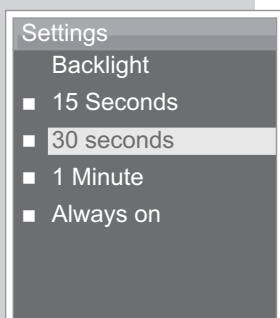 Settings
Backlight
15 Seconds
30 seconds
1 Minute
Always on